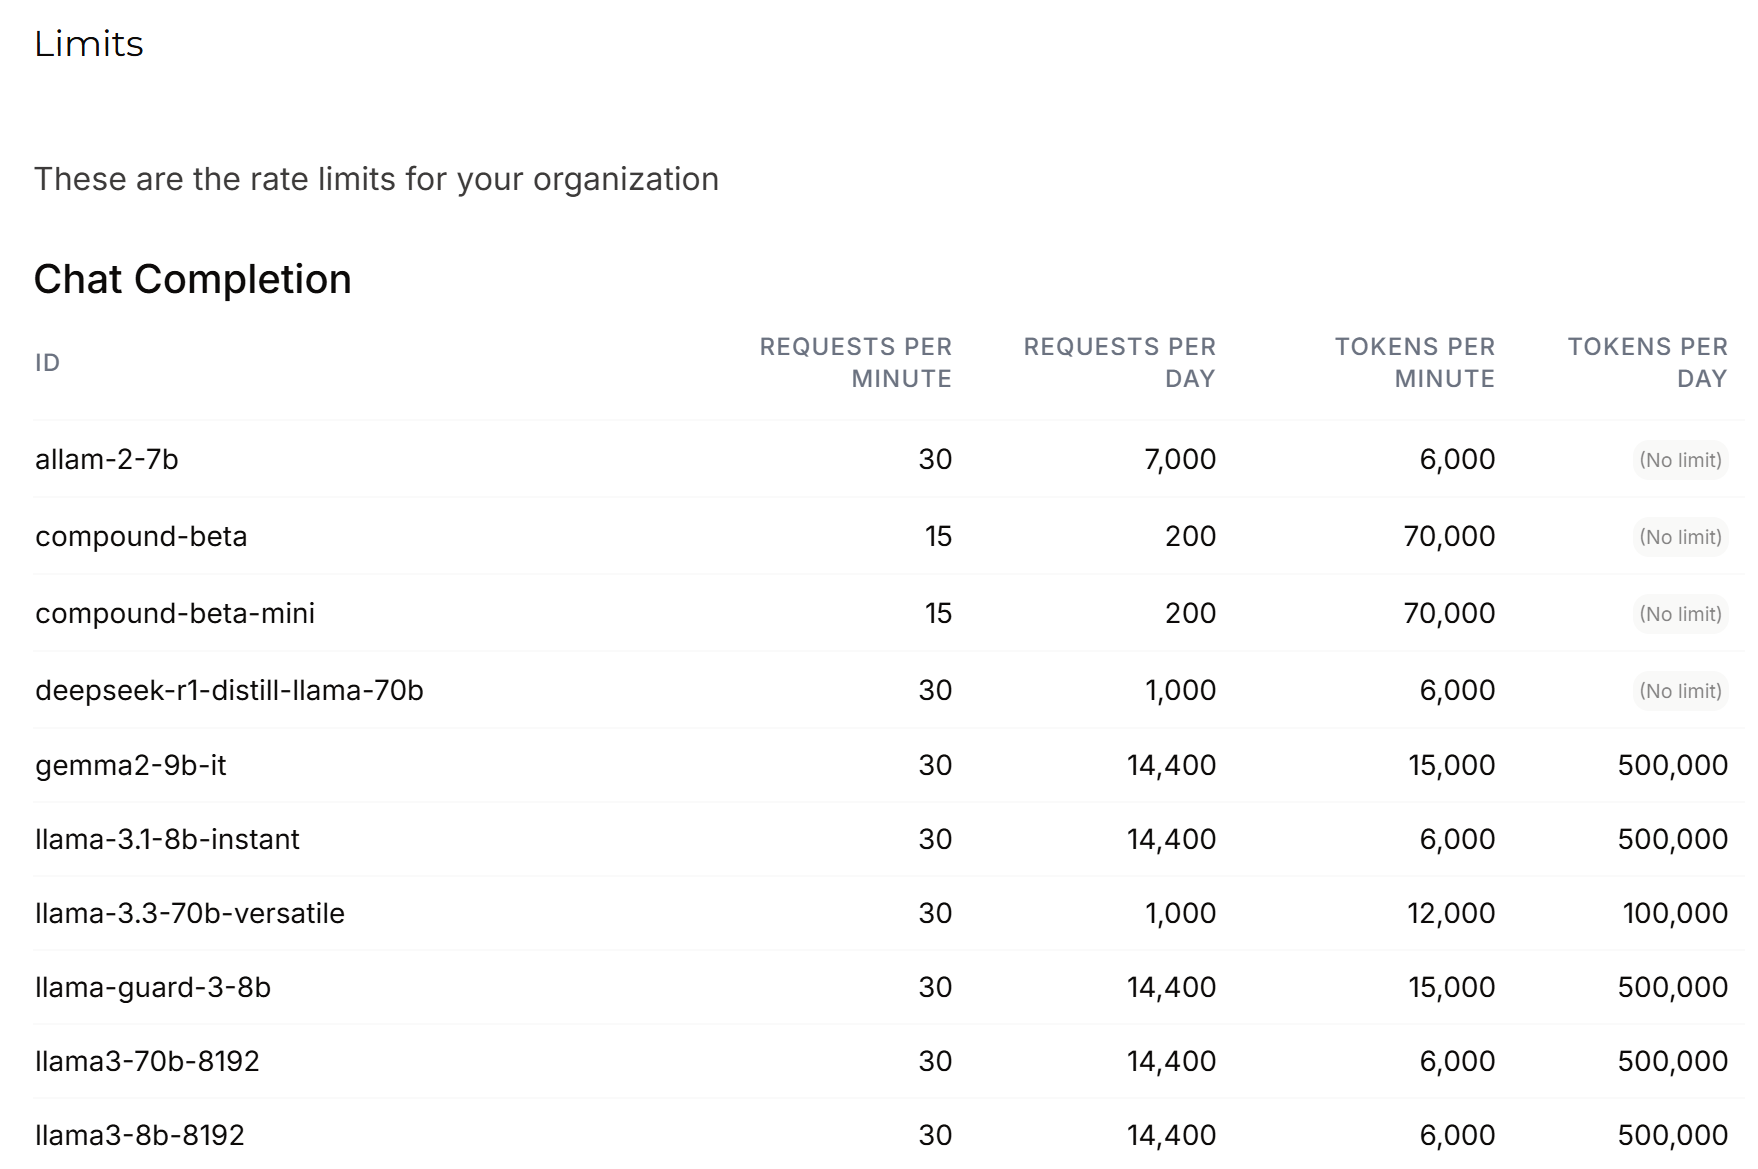 Limits
These are the rate limits for your organization
Chat Completion
ID REQUESTS PER MINUTE REQUESTS PER DAY TOKENS PER MINUTE TOKENS PER DAY
allam-2-7b 30 7,000 6,000 (No limit)
compound-beta 15 200 70,000 (No limit)
compound-beta-mini 15 200 70,000 (No limit)
deepseek-r1-distill-llama-70b 30 1,000 6,000 (No limit)
gemma2-9b-it 30 14,400 15,000 500,000
llama-3.1-8b-instant 30 14,400 6,000 500,000
llama-3.3-70b-versatile 30 1,000 12,000 100,000
llama-guard-3-8b 30 14,400 15,000 500,000
llama3-70b-8192 30 14,400 6,000 500,000
llama3-8b-8192 30 14,400 6,000 500,000